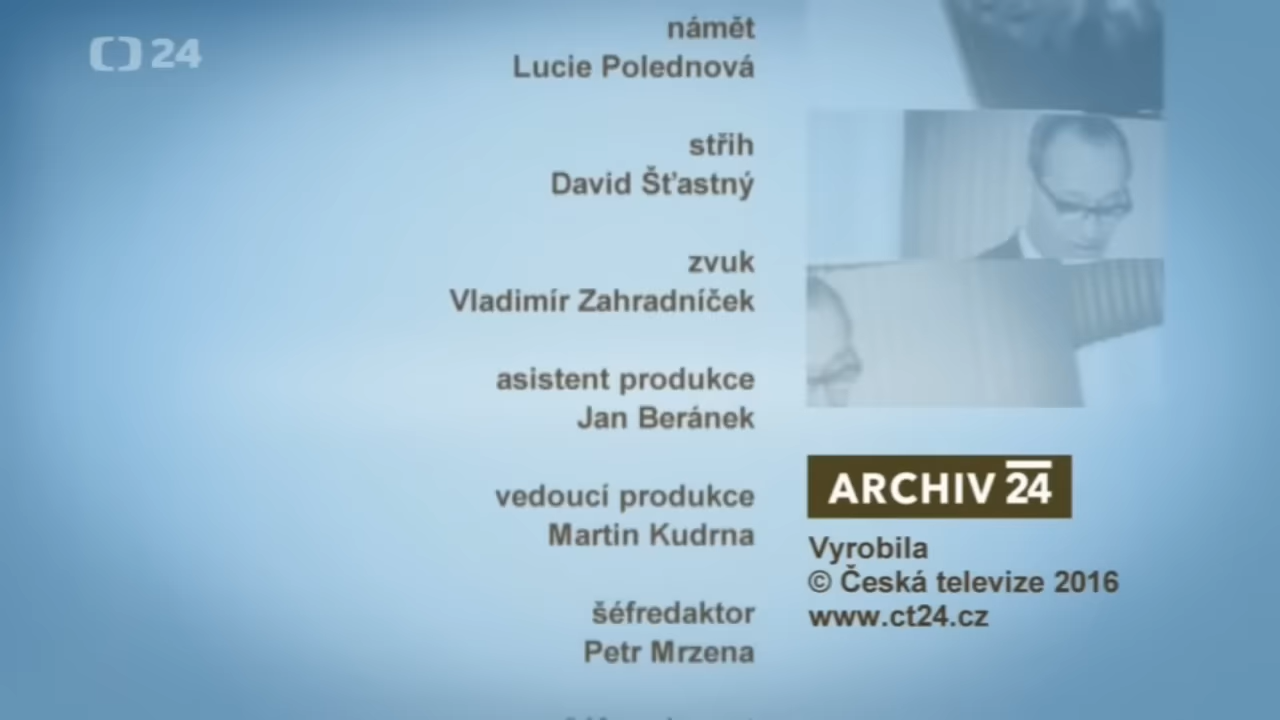 24
námět
Lucie Polednová
střih
David Šťastný
zvuk
Vladimír Zahradníček
asistent produkce
Jan Beránek
vedoucí produkce
Martin Kudrna
šéfredaktor
Petr Mrzena
ARCHIV 24
Vyrobila
© Česká televize 2016
www.ct24.cz